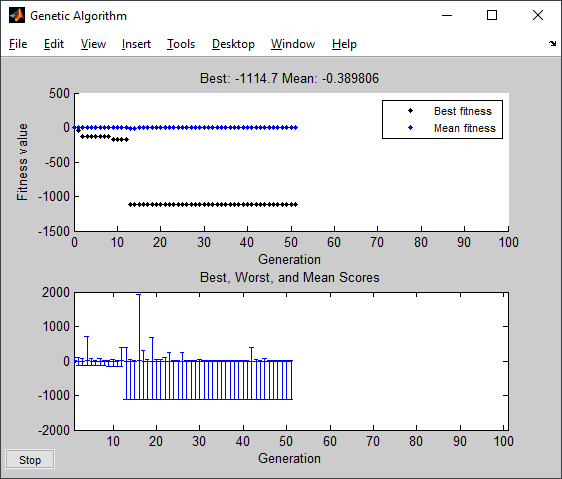 Genetic Algorithm
File Edit View Insert Tools Desktop Window Help
Best: -1114.7 Mean: -0.389806
500
0
-500
-1000
-1500
Fitness value
Best fitness
Mean fitness
0 10 20 30 40 50 60 70 80 90 100
Generation
Best, Worst, and Mean Scores
2000
1000
0
-1000
-2000
10 20 30 40 50 60 70 80 90 100
Generation
Stop